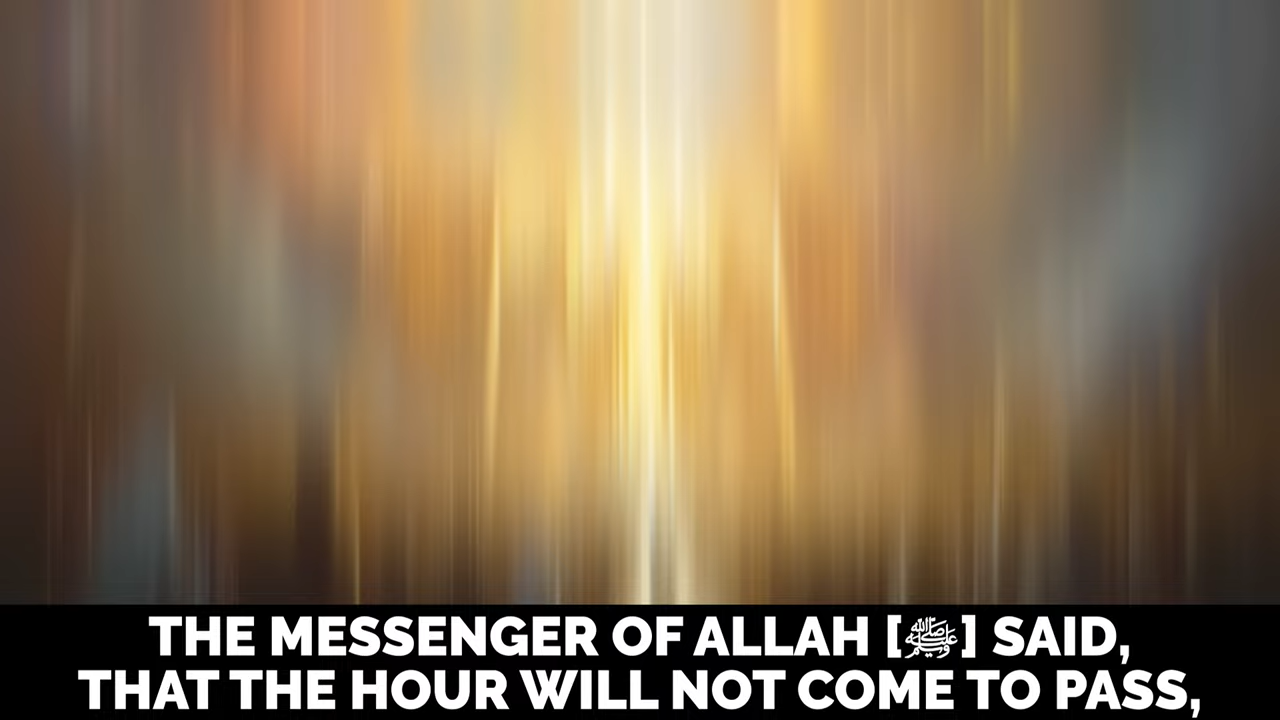 THE MESSENGER OF ALLAH [ﷺ] SAID,
THAT THE HOUR WILL NOT COME TO PASS,